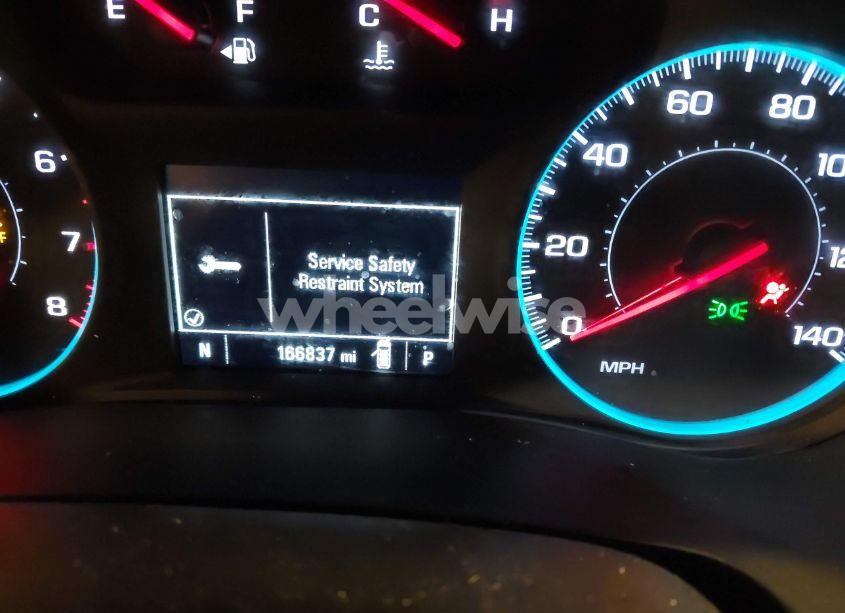 E F C H
60 80
40
6
20
7
8
0
140
MPH
Service Safety
Restraint System
N 166837 mi P
wheelwise